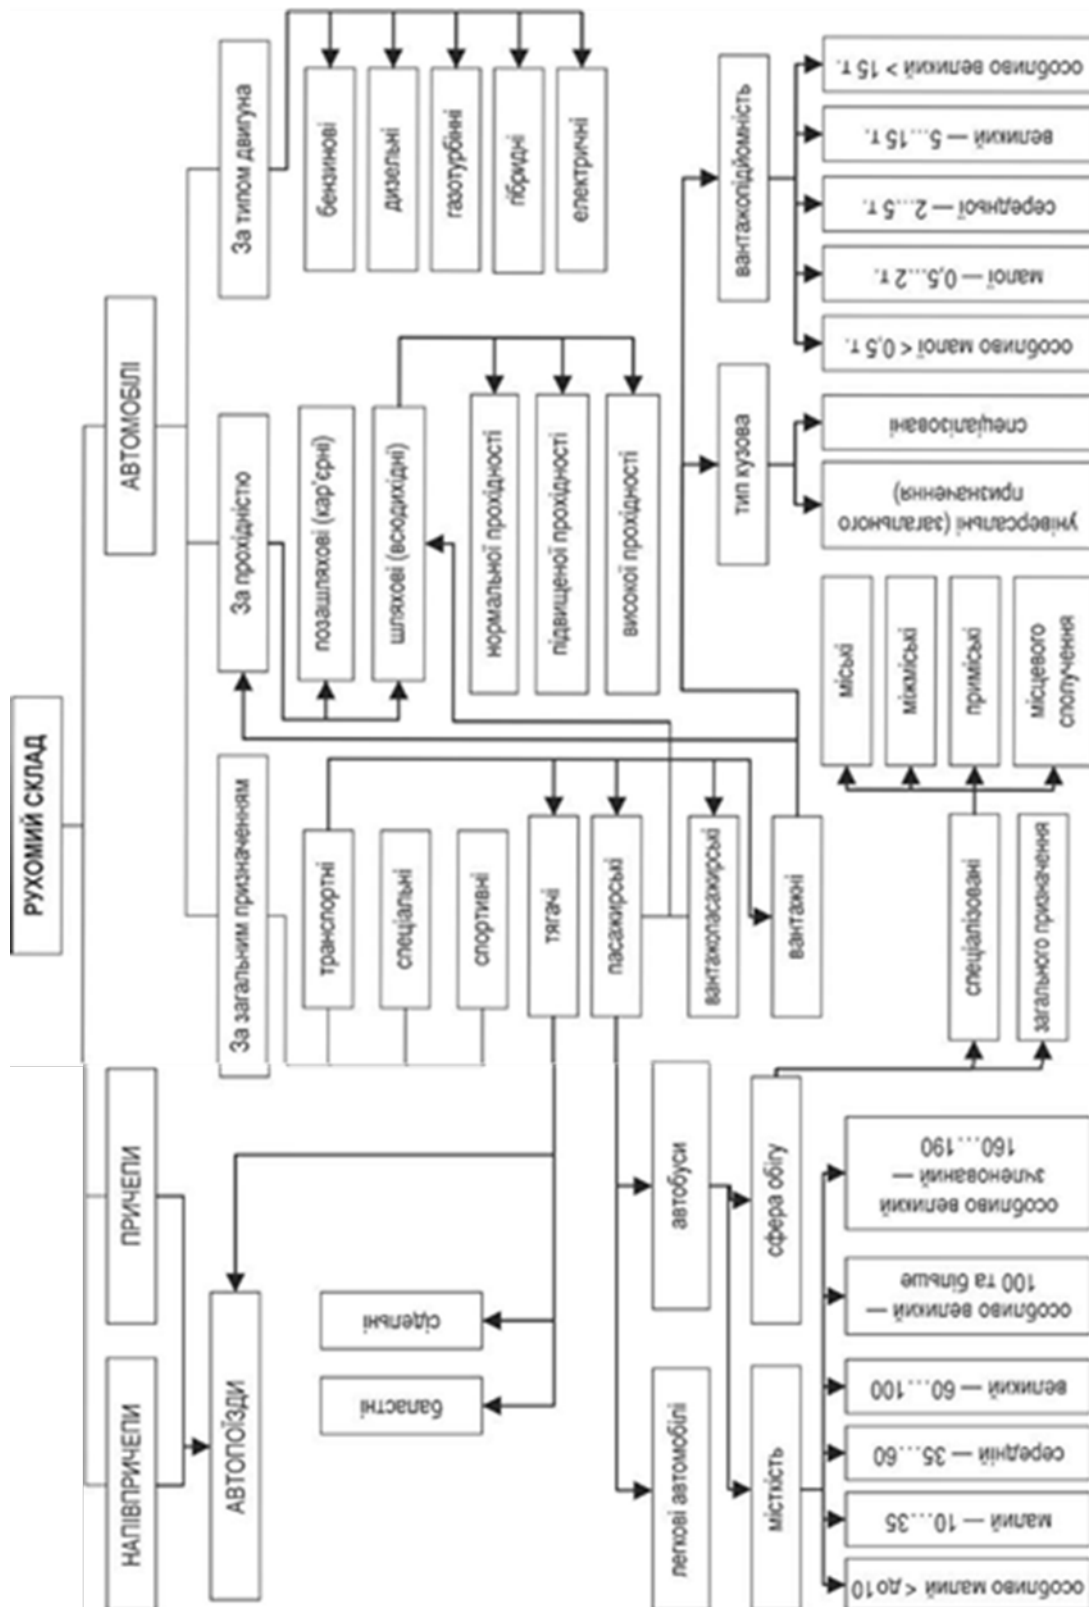 РУХОМИЙ СКЛАД
НАПІВПРИЧЕПИ
ПРИЧЕПИ
АВТОМОБІЛІ
АВТОПОЇЗДИ
За загальним призначенням
За прохідністю
За типом двигуна
транспортні
спеціальні
спортивні
позашляхові (кар'єрні)
шляхові (всюдихідні)
бензинові
дизельні
газотурбінні
гібридні
електричні
баластні
сідельні
нормальної прохідності
підвищеної прохідності
високої прохідності
тягачі
пасажирські
вантажопасажирські
вантажні
легкові автомобілі
автобуси
місткість
сфера обігу
тип кузова
вантажопідйомність
особливо малий < до 10
малий — 10...35
середній — 35...60
великий — 60...100
особливо великий —
100 та більше
особливо великий
зчленований —
160...190
спеціалізовані
загального призначення
міські
міжміські
приміські
місцевого
сполучення
універсальні (загального
призначення)
спеціалізовані
особливо малої < 0,5 т.
малої — 0,5...2 т.
середньої — 2...5 т.
великий — 5...15 т.
особливо великий > 15 т.